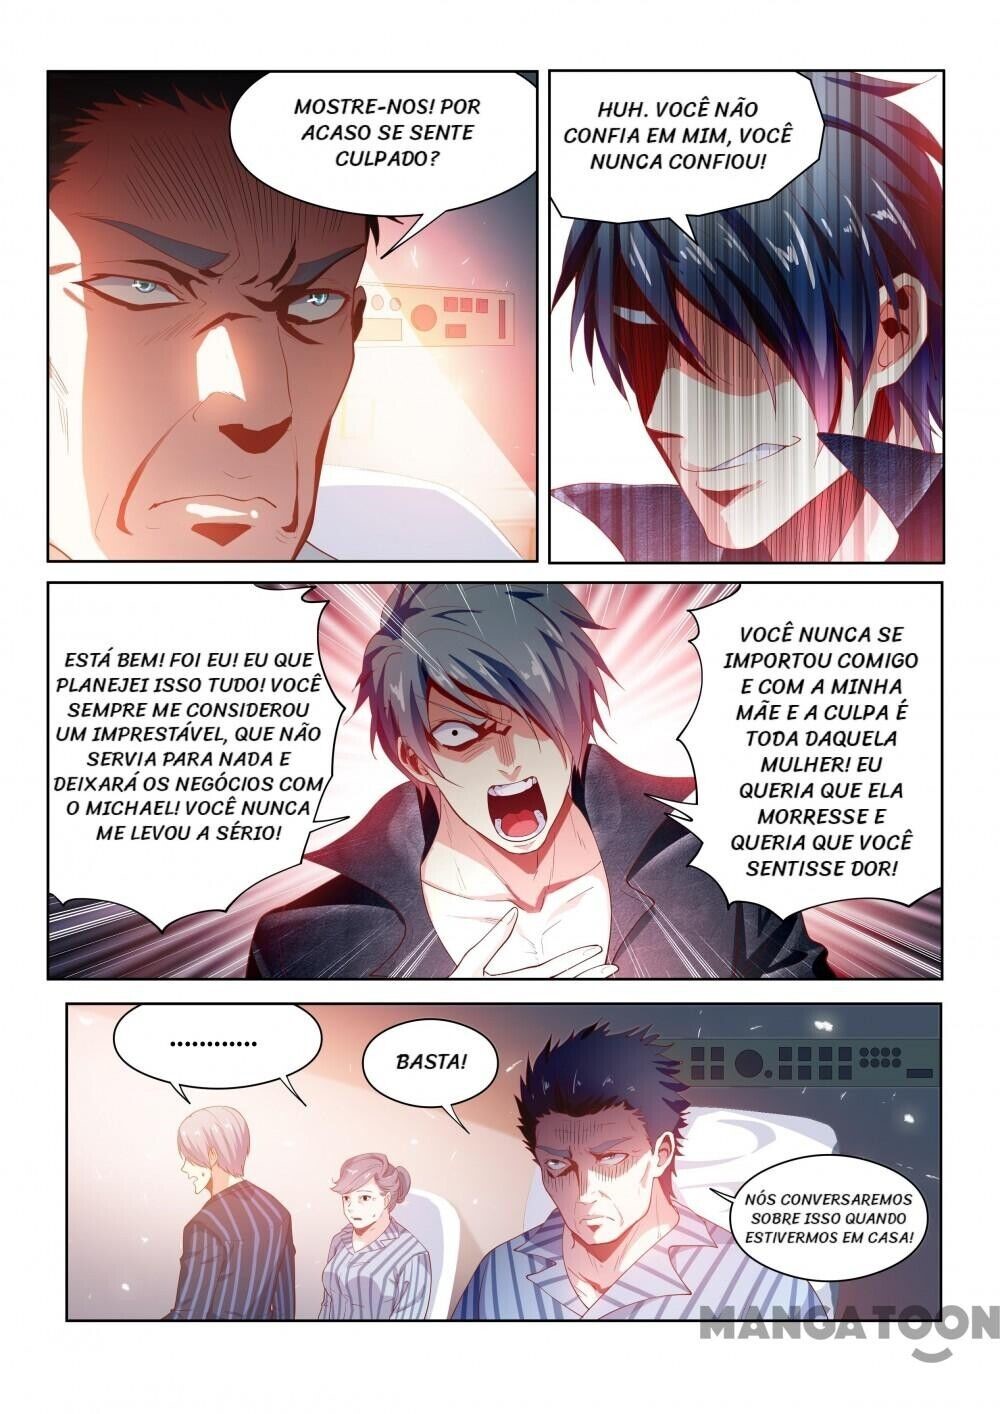 MOSTRE-NOS! POR
ACASO SE SENTE
CULPADO?
HUH. VOCÊ NÃO
CONFIA EM MIM, VOCÊ
NUNCA CONFIOU!
ESTÁ BEM! FOI EU! EU QUE
PLANEJEI ISSO TUDO! VOCÊ
SEMPRE ME CONSIDEROU
UM IMPRESTÁVEL, QUE NÃO
SERVIA PARA NADA E
DEIXARÁ OS NEGÓCIOS COM
O MICHAEL! VOCÊ NUNCA
ME LEVOU A SÉRIO!
VOCÊ NUNCA SE
IMPORTOU COMIGO
E COM A MINHA
MÃE E A CULPA É
TODA DAQUELA
MULHER! EU
QUERIA QUE ELA
MORRESSE E
QUERIA QUE VOCÊ
SENTISSE DOR!
............
BASTA!
NÓS CONVERSAREMOS
SOBRE ISSO QUANDO
ESTIVERMOS EM CASA!
MANGATOON